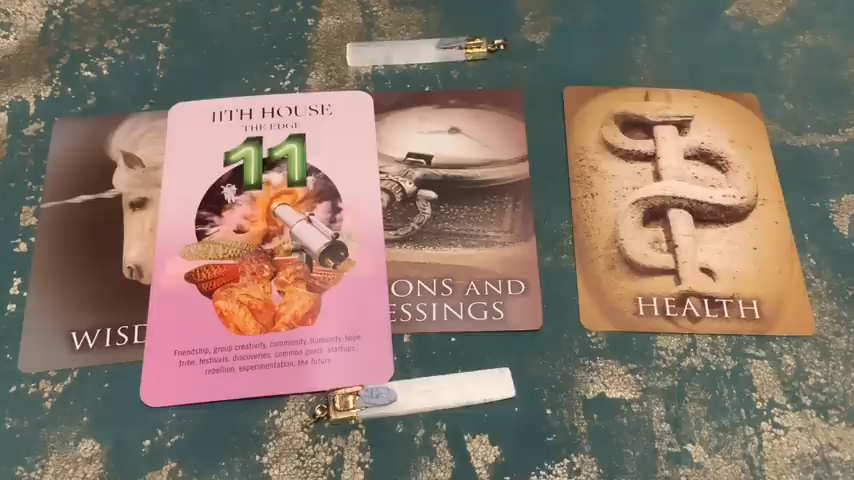 11TH HOUSE
THE EDGE
11
Friendship, group creativity, community, humanity, hope,
tribe, festivals, discoveries, common goals, startups,
rebellion, experimentation, the future
WISD
ONS AND
ESSINGS
HEALTH